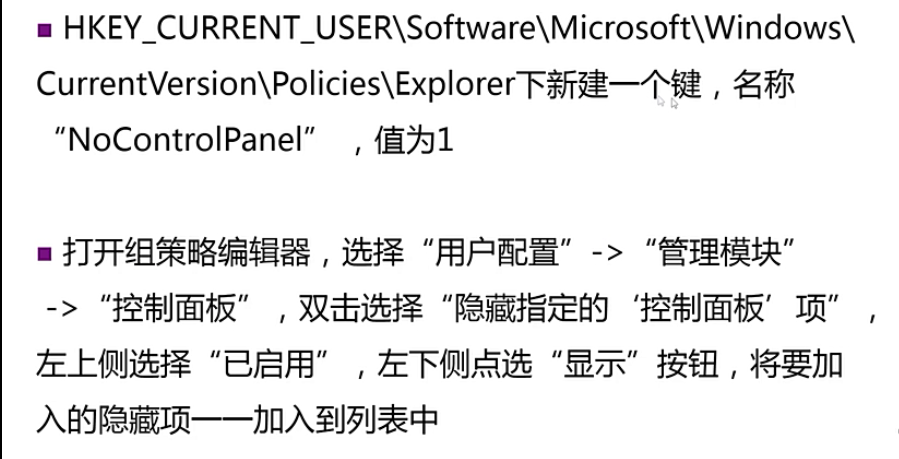 ■ HKEY_CURRENT_USER\Software\Microsoft\Windows\
CurrentVersion\Policies\Explorer下新建一个键，名称
“NoControlPanel” ，值为1
■ 打开组策略编辑器，选择“用户配置”->“管理模块”
->“控制面板”，双击选择“隐藏指定的‘控制面板’项”，
左上侧选择“已启用”，左下侧点选“显示”按钮，将要加
入的隐藏项一一加入到列表中